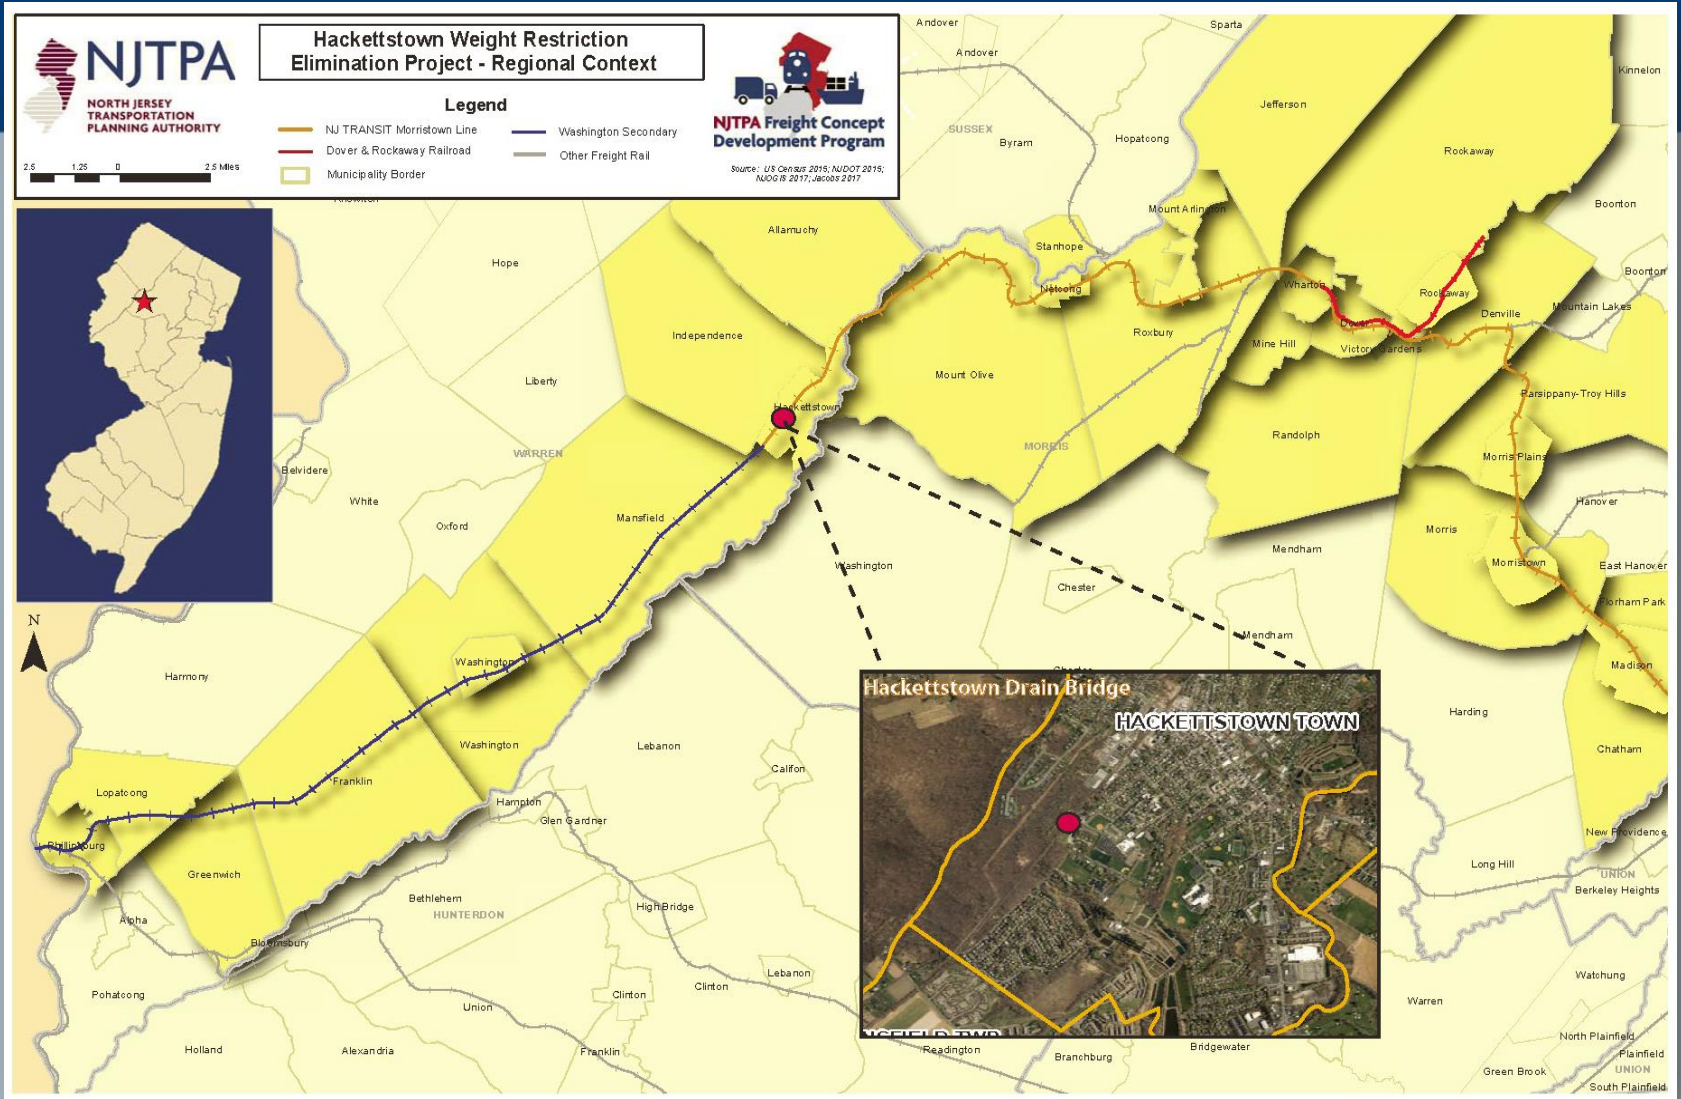 NJTPA
NORTH JERSEY
TRANSPORTATION
PLANNING AUTHORITY
Hackettstown Weight Restriction
Elimination Project - Regional Context
Legend
NJ TRANSIT Morristown Line
Washington Secondary
Dover & Rockaway Railroad
Other Freight Rail
Municipality Border
2.5 1.25 0 2.5 Miles
NJTPA Freight Concept
Development Program
Source: US Census 2015; NJDOT 2015;
NJOGIS 2017; Jacobs 2017
Andover
Sparta
Andover
Kinnelon
Jefferson
SUSSEX
Byram
Hopatcong
Rockaway
Boonton
Mount Arlington
Allamuchy
Stanhope
Hope
Boonton
Netcong
Wharton
Rockaway
Mountain Lakes
Denville
Dover
Independence
Roxbury
Mine Hill
Victory Gardens
Liberty
Mount Olive
Parsippany-Troy Hills
Hackettstown
Randolph
MORRIS
WARREN
Morris Plains
Belvidere
White
Hanover
Mansfield
Oxford
Morris
Mendham
Washington
Morristown
East Hanover
Chester
Florham Park
N
Mendham
Washington
Madison
Harmony
Chester
Hackettstown Drain Bridge
HACKETTSTOWN TOWN
Harding
Washington
Lebanon
Chatham
Califon
Franklin
Lopatcong
Hampton
Glen Gardner
New Providence
Phillipsburg
Long Hill
Greenwich
UNION
Berkeley Heights
Bethlehem
High Bridge
HUNTERDON
Alpha
Bloomsbury
Lebanon
Watchung
Clinton
Pohatcong
Clinton
Warren
Union
North Plainfield
Holland
Alexandria
Franklin
Readington
Branchburg
Bridgewater
Plainfield
UNION
Green Brook
South Plainfield